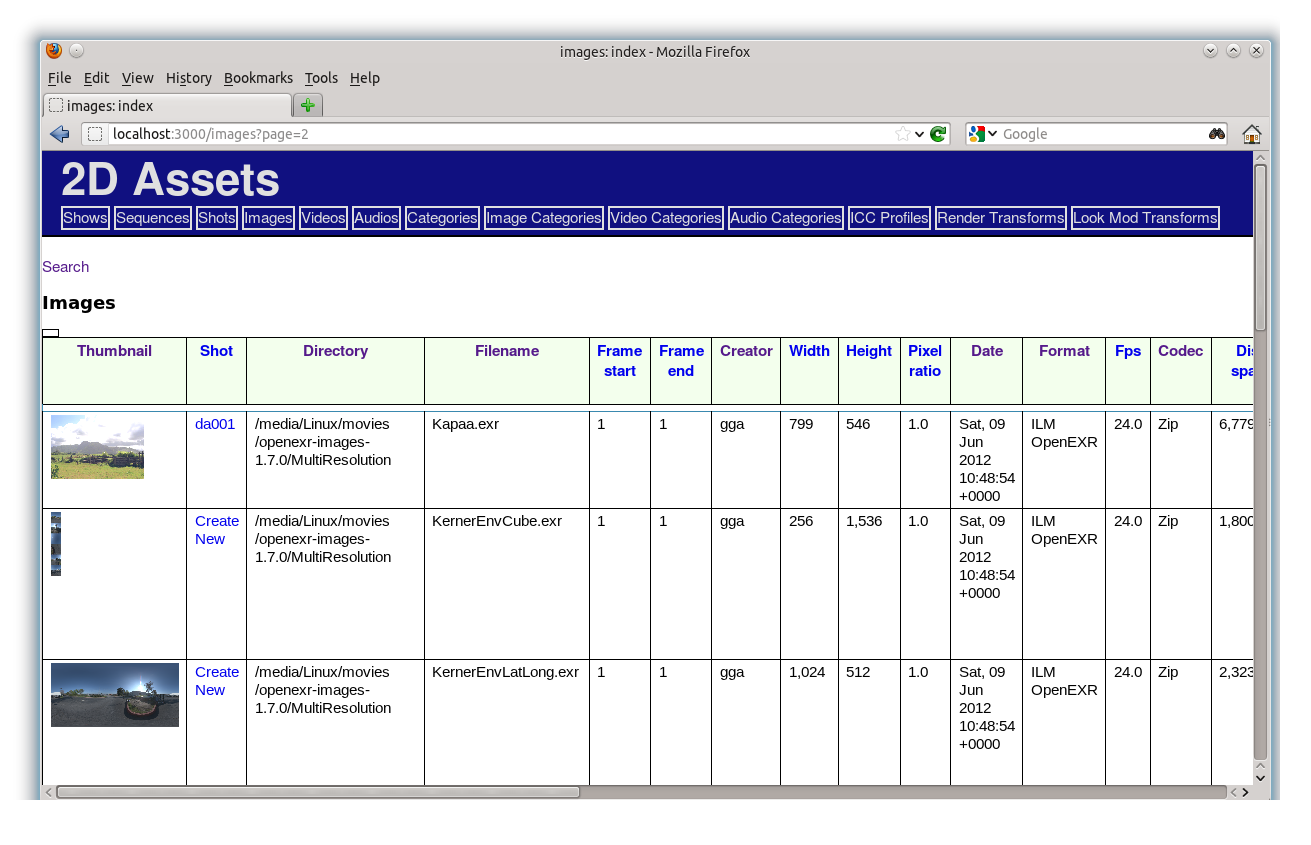 images: index - Mozilla Firefox
File Edit View History Bookmarks Tools Help
images: index
localhost:3000/images?page=2
Google
2D Assets
Shows Sequences Shots Images Videos Audios Categories Image Categories Video Categories Audio Categories ICC Profiles Render Transforms Look Mod Transforms
Search
Images
Thumbnail Shot Directory Filename Frame start Frame end Creator Width Height Pixel ratio Date Format Fps Codec
da001 /media/Linux/movies Kapaa.exr 1 1 gga 799 546 1.0 Sat, 09 ILM 24.0 Zip 6,779
/openexr-images- Jun OpenEXR
1.7.0/MultiResolution 2012
10:48:54
+0000
Create /media/Linux/movies KernerEnvCube.exr 1 1 gga 256 1,536 1.0 Sat, 09 ILM 24.0 Zip 1,800
New /openexr-images- Jun OpenEXR
1.7.0/MultiResolution 2012
10:48:54
+0000
Create /media/Linux/movies KernerEnvLatLong.exr 1 1 gga 1,024 512 1.0 Sat, 09 ILM 24.0 Zip 2,323
New /openexr-images- Jun OpenEXR
1.7.0/MultiResolution 2012
10:48:54
+0000